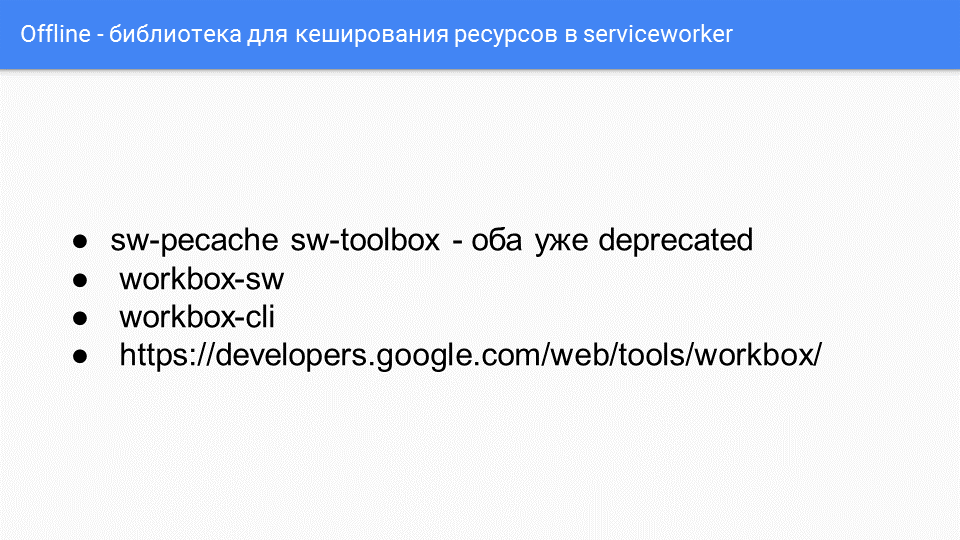 Offline - библиотека для кеширования ресурсов в serviceworker
● sw-pecache sw-toolbox - оба уже deprecated
● workbox-sw
● workbox-cli
● https://developers.google.com/web/tools/workbox/